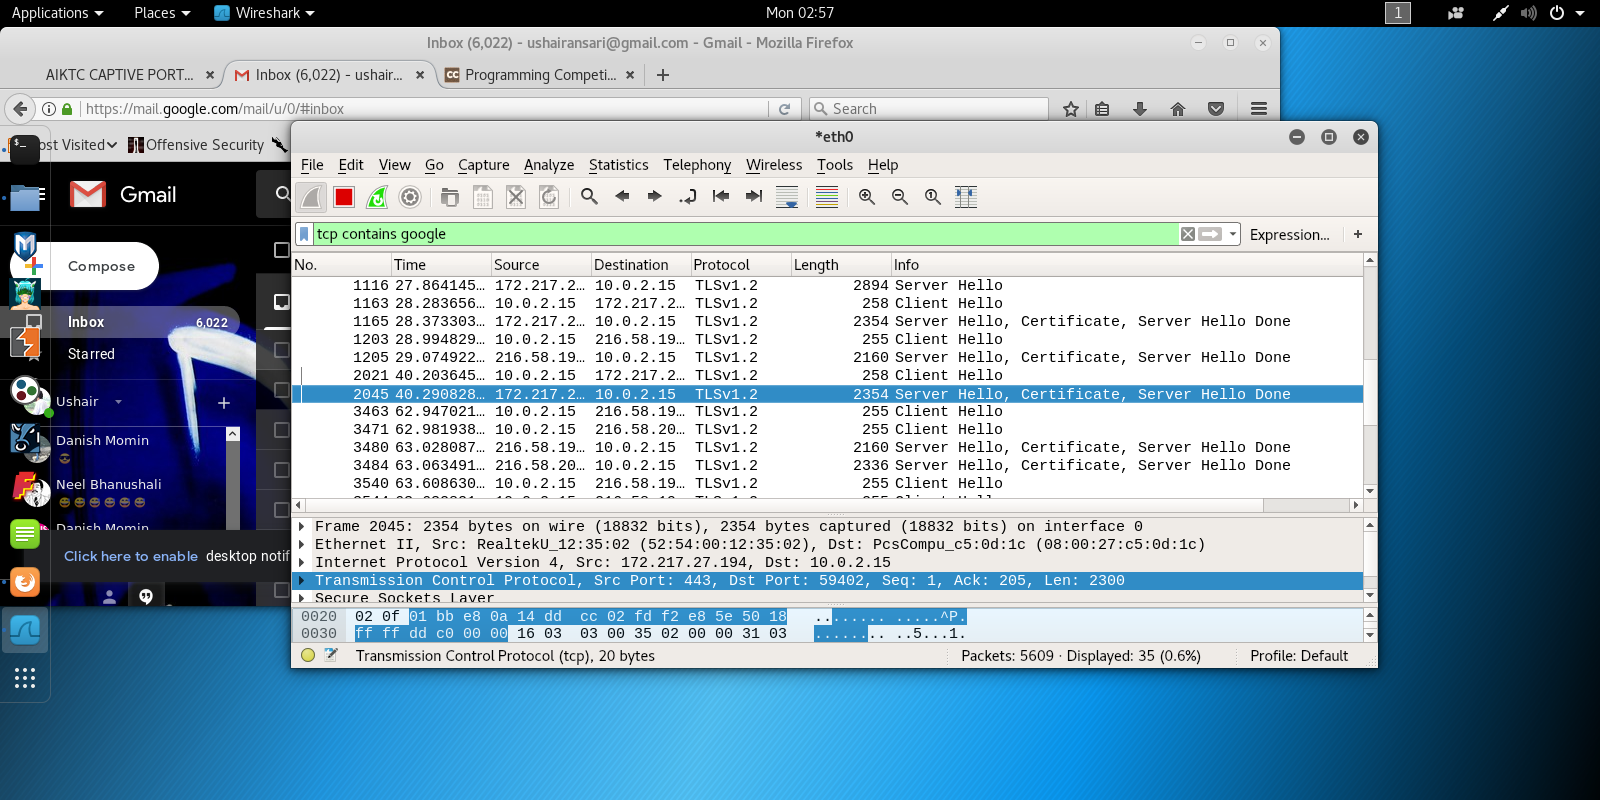 Applications Places Wireshark Mon 02:57 1
Inbox (6,022) - ushairansari@gmail.com - Gmail - Mozilla Firefox
AIKTC CAPTIVE PORT... Inbox (6,022) - ushair... Programming Competi...
https://mail.google.com/mail/u/0/#inbox Search
ost Visited Offensive Security
Gmail
Compose
Inbox 6,022
Starred
Ushair
Danish Momin
Neel Bhanushali
Danish Momin
Click here to enable desktop notif
*eth0
File Edit View Go Capture Analyze Statistics Telephony Wireless Tools Help
tcp contains google Expression... +
No. Time Source Destination Protocol Length Info
1116 27.864145... 172.217.2... 10.0.2.15 TLSv1.2 2894 Server Hello
1163 28.283656... 10.0.2.15 172.217.2... TLSv1.2 258 Client Hello
1165 28.373303... 172.217.2... 10.0.2.15 TLSv1.2 2354 Server Hello, Certificate, Server Hello Done
1203 28.994829... 10.0.2.15 216.58.19... TLSv1.2 255 Client Hello
1205 29.074922... 216.58.19... 10.0.2.15 TLSv1.2 2160 Server Hello, Certificate, Server Hello Done
2021 40.203645... 10.0.2.15 172.217.2... TLSv1.2 258 Client Hello
2045 40.290828... 172.217.2... 10.0.2.15 TLSv1.2 2354 Server Hello, Certificate, Server Hello Done
3463 62.947021... 10.0.2.15 216.58.19... TLSv1.2 255 Client Hello
3471 62.981938... 10.0.2.15 216.58.20... TLSv1.2 255 Client Hello
3480 63.028087... 216.58.19... 10.0.2.15 TLSv1.2 2160 Server Hello, Certificate, Server Hello Done
3484 63.063491... 216.58.20... 10.0.2.15 TLSv1.2 2336 Server Hello, Certificate, Server Hello Done
3540 63.608630... 10.0.2.15 216.58.19... TLSv1.2 255 Client Hello
Frame 2045: 2354 bytes on wire (18832 bits), 2354 bytes captured (18832 bits) on interface 0
Ethernet II, Src: RealtekU_12:35:02 (52:54:00:12:35:02), Dst: PcsCompu_c5:0d:1c (08:00:27:c5:0d:1c)
Internet Protocol Version 4, Src: 172.217.27.194, Dst: 10.0.2.15
Transmission Control Protocol, Src Port: 443, Dst Port: 59402, Seq: 1, Ack: 205, Len: 2300
Secure Sockets Layer
0020 02 0f 01 bb e8 0a 14 dd cc 02 fd f2 e8 5e 50 18 ........ .....^P.
0030 ff ff dd c0 00 00 16 03 03 00 35 02 00 00 31 03 ........ ..5...1.
Transmission Control Protocol (tcp), 20 bytes Packets: 5609 · Displayed: 35 (0.6%) Profile: Default